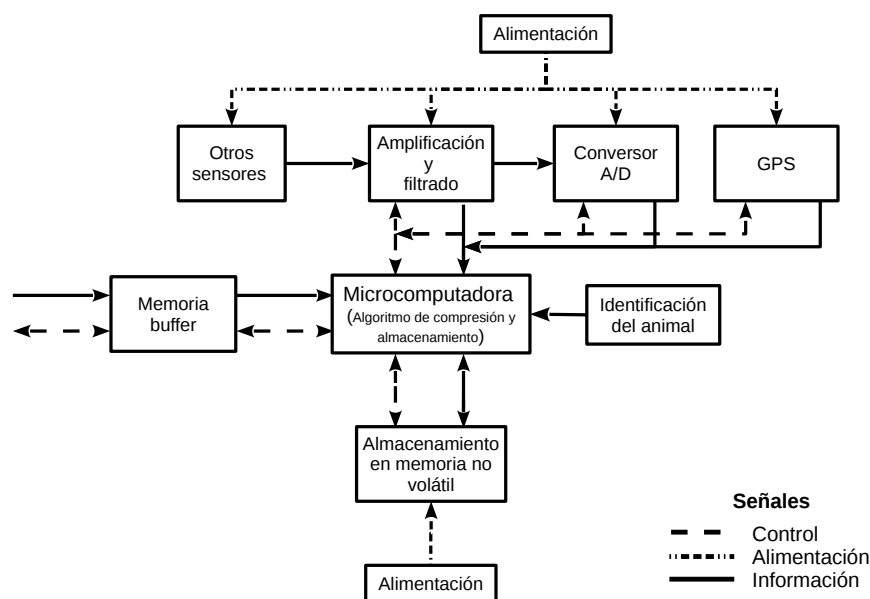 Alimentación
Otros
sensores
Amplificación
y
filtrado
Conversor
A/D
GPS
Memoria
buffer
Microcomputadora
(Algoritmo de compresión y
almacenamiento)
Identificación
del animal
Almacenamiento
en memoria no
volátil
Alimentación
Señales
Control
Alimentación
Información